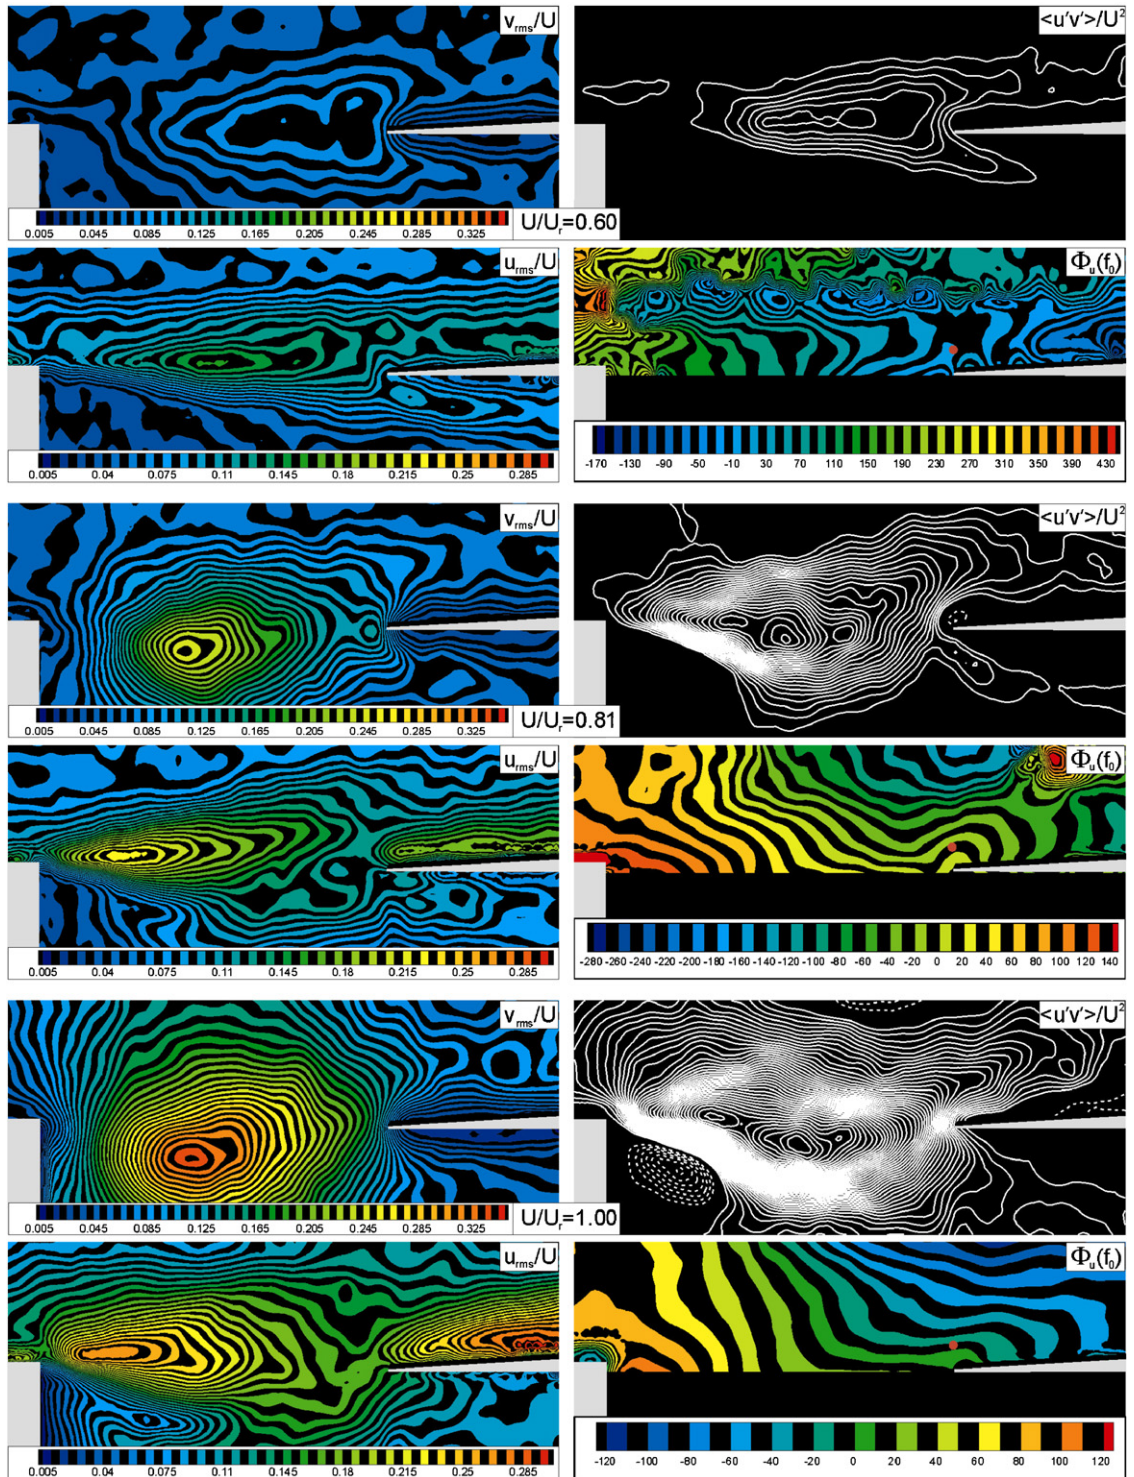 v_rms/U
<u'v'>/U²
0.005 0.045 0.085 0.125 0.165 0.205 0.245 0.285 0.325
U/U_r=0.60
u_rms/U
Φ_u(f₀)
0.005 0.04 0.075 0.11 0.145 0.18 0.215 0.25 0.285
-170 -130 -90 -50 -10 30 70 110 150 190 230 270 310 350 390 430
v_rms/U
<u'v'>/U²
0.005 0.045 0.085 0.125 0.165 0.205 0.245 0.285 0.325
U/U_r=0.81
u_rms/U
Φ_u(f₀)
0.005 0.04 0.075 0.11 0.145 0.18 0.215 0.25 0.285
-280 -260 -240 -220 -200 -180 -160 -140 -120 -100 -80 -60 -40 -20 0 20 40 60 80 100 120 140
v_rms/U
<u'v'>/U²
0.005 0.045 0.085 0.125 0.165 0.205 0.245 0.285 0.325
U/U_r=1.00
u_rms/U
Φ_u(f₀)
0.005 0.04 0.075 0.11 0.145 0.18 0.215 0.25 0.285
-120 -100 -80 -60 -40 -20 0 20 40 60 80 100 120